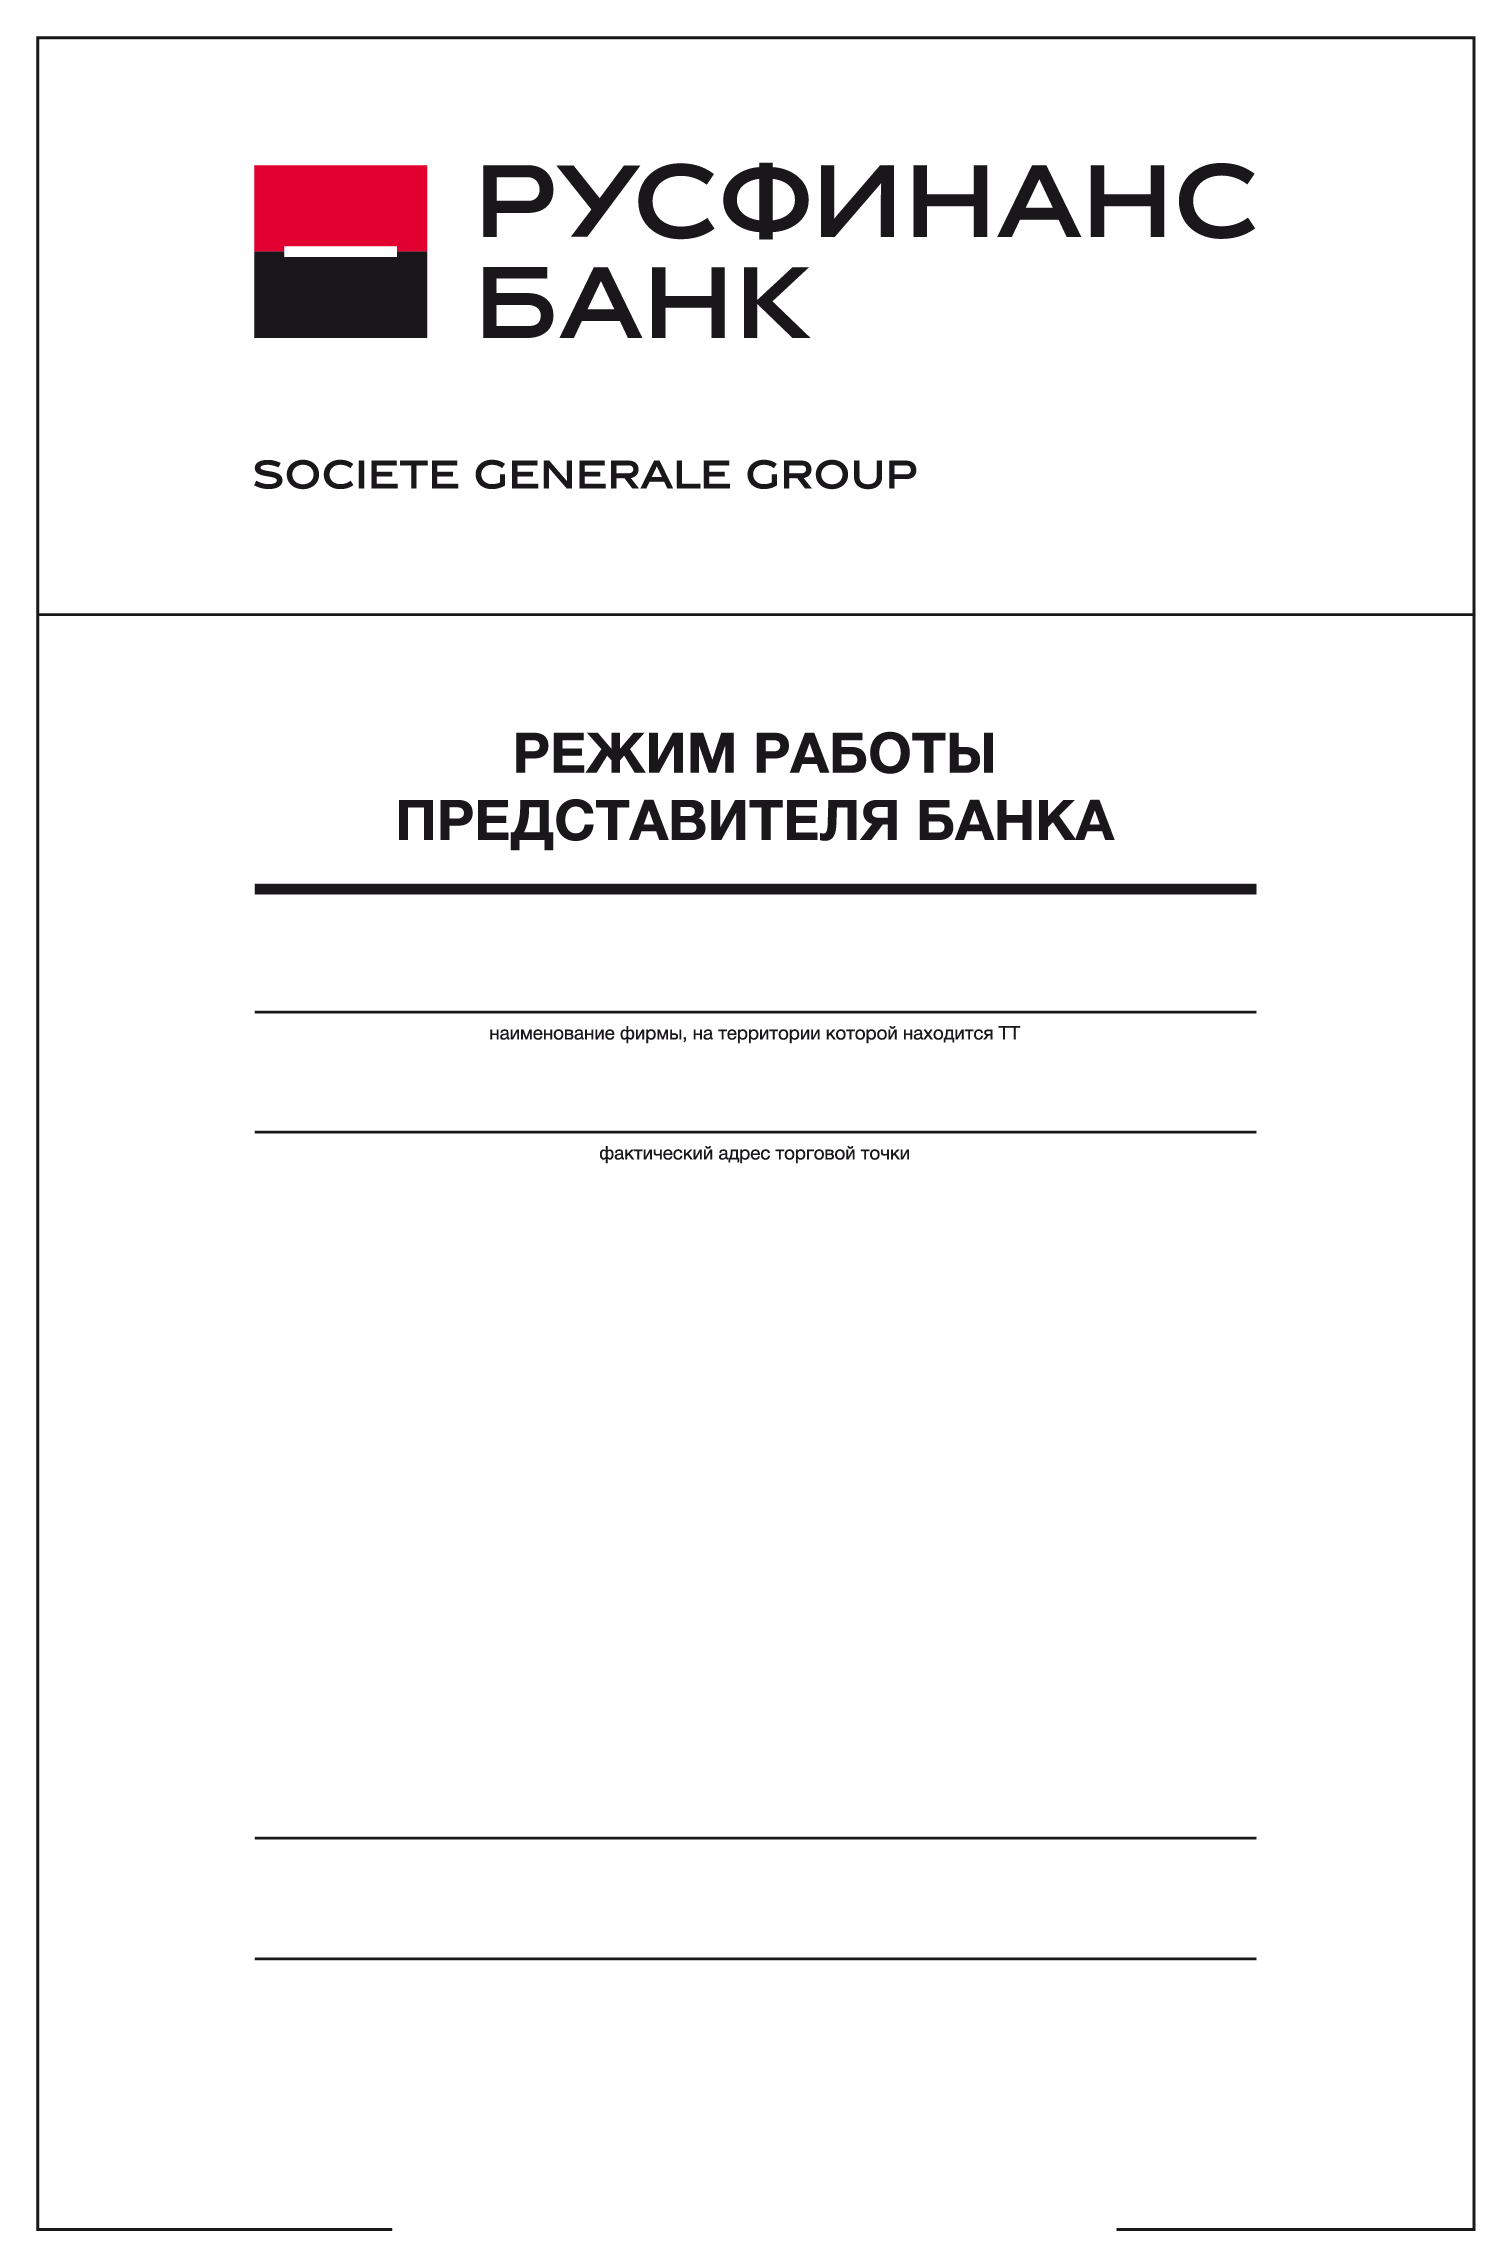 РУСФИНАНС
БАНК
SOCIETE GENERALE GROUP
РЕЖИМ РАБОТЫ
ПРЕДСТАВИТЕЛЯ БАНКА
наименование фирмы, на территории которой находится ТТ
фактический адрес торговой точки